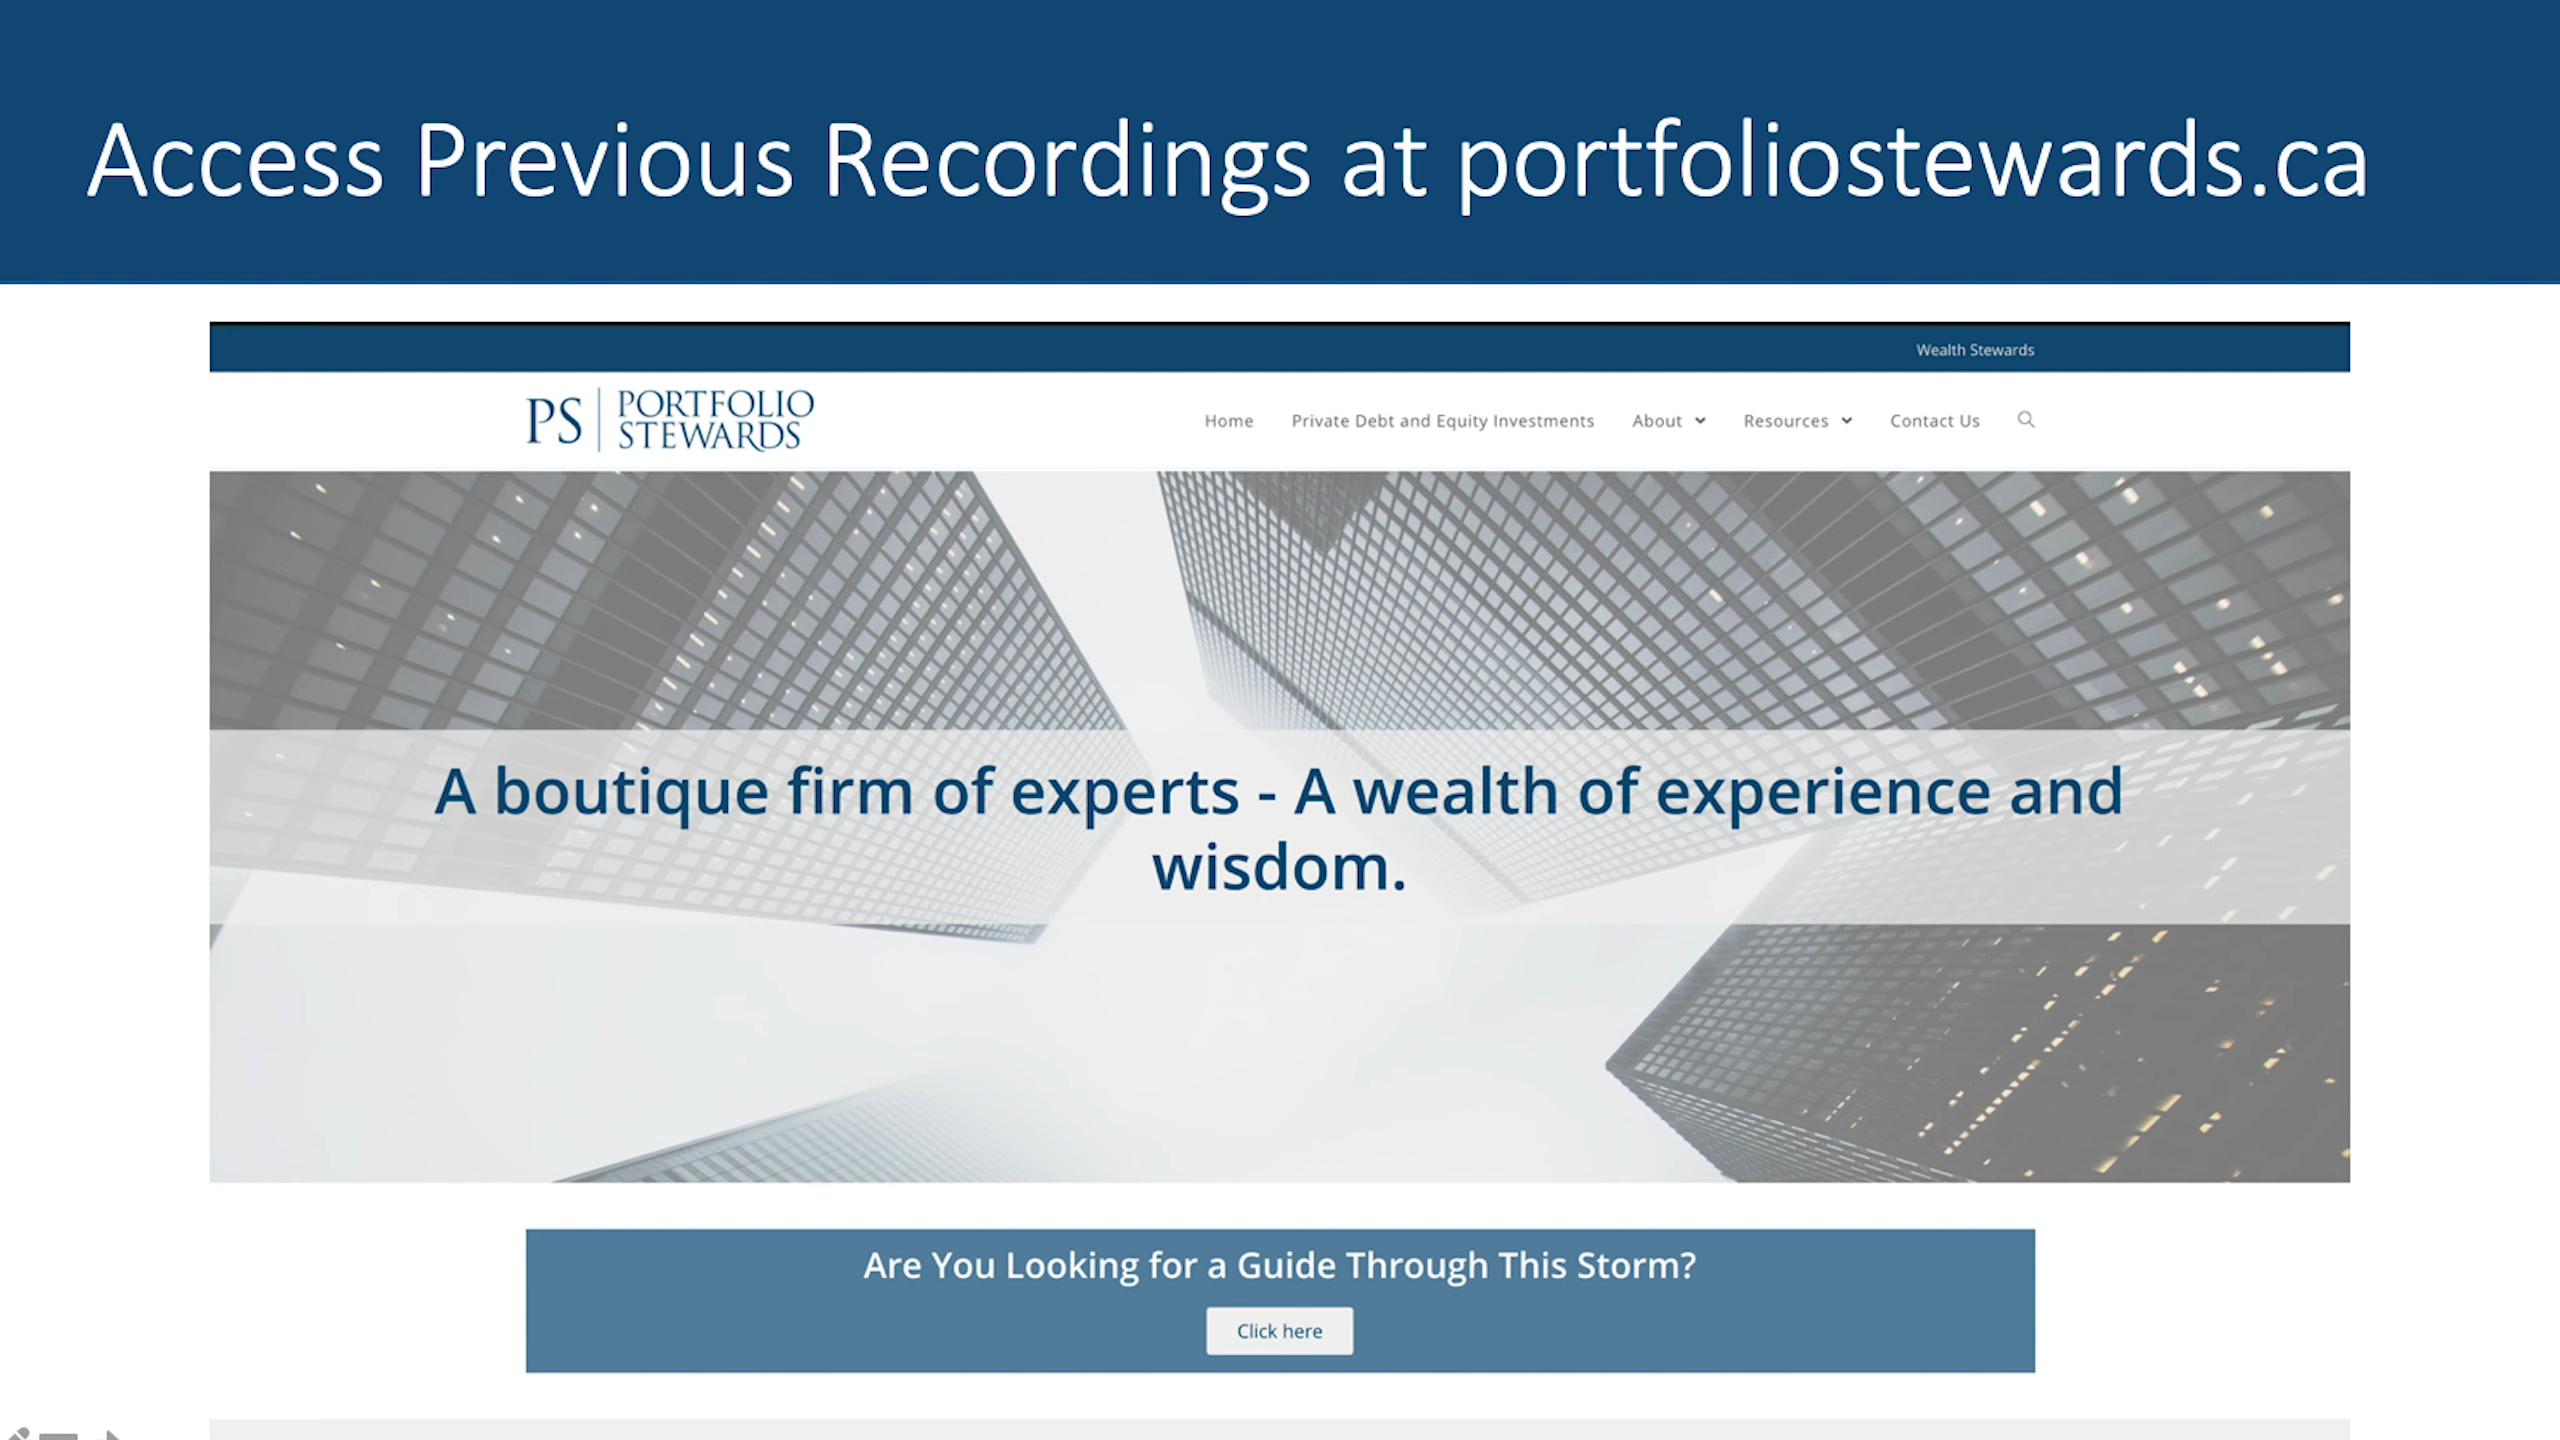 Access Previous Recordings at portfoliostewards.ca
Wealth Stewards
PS PORTFOLIO
STEWARDS
Home Private Debt and Equity Investments About Resources Contact Us
A boutique firm of experts - A wealth of experience and
wisdom.
Are You Looking for a Guide Through This Storm?
Click here